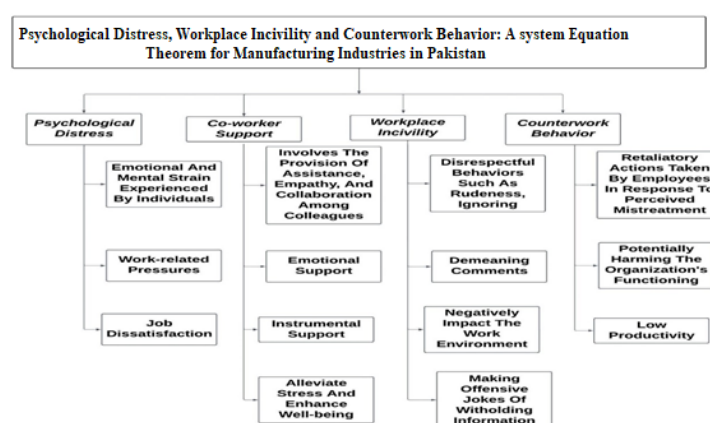 Psychological Distress, Workplace Incivility and Counterwork Behavior: A system Equation
Theorem for Manufacturing Industries in Pakistan
Psychological
Distress
Co-worker
Support
Workplace
Incivility
Counterwork
Behavior
Emotional And
Mental Strain
Experienced
By Individuals
Work-related
Pressures
Job
Dissatisfaction
Involves The
Provision Of
Assistance,
Empathy, And
Collaboration
Among
Colleagues
Emotional
Support
Instrumental
Support
Alleviate
Stress And
Enhance
Well-being
Disrespectful
Behaviors
Such As
Rudeness,
Ignoring
Demeaning
Comments
Negatively
Impact The
Work
Environment
Making
Offensive
Jokes Of
Witholding
Information
Retaliatory
Actions Taken
By Employees
In Response To
Perceived
Mistreatment
Potentially
Harming The
Organization's
Functioning
Low
Productivity